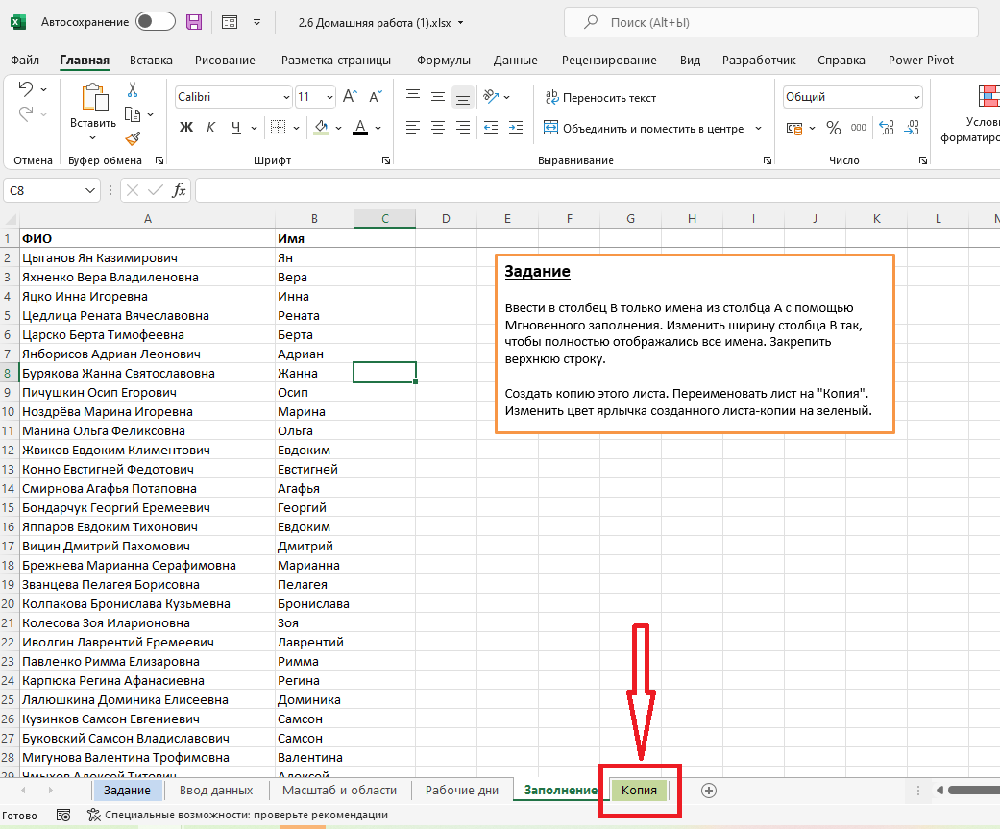 Автосохранение
2.6 Домашняя работа (1).xlsx
Поиск (Alt+Ы)
Файл Главная Вставка Рисование Разметка страницы Формулы Данные Рецензирование Вид Разработчик Справка Power Pivot
Вставить
Calibri 11
Ж К Ч А
Переносить текст
Объединить и поместить в центре
Общий
% 000
Услов
форматиро
Отмена Буфер обмена Шрифт Выравнивание Число
C8 fx
A B C D E F G H I J K L
1 ФИО Имя
2 Цыганов Ян Казимирович Ян
3 Яхненко Вера Владиленовна Вера
4 Яцко Инна Игоревна Инна
5 Цедлица Рената Вячеславовна Рената
6 Царско Берта Тимофеевна Берта
7 Янборисов Адриан Леонович Адриан
8 Бурякова Жанна Святославовна Жанна
9 Пичушкин Осип Егорович Осип
10 Ноздрёва Марина Игоревна Марина
11 Манина Ольга Феликсовна Ольга
12 Жвиков Евдоким Климентович Евдоким
13 Конно Евстигней Федотович Евстигней
14 Смирнова Агафья Потаповна Агафья
15 Бондарчук Георгий Еремеевич Георгий
16 Яппаров Евдоким Тихонович Евдоким
17 Вицин Дмитрий Пахомович Дмитрий
18 Брежнева Марианна Серафимовна Марианна
19 Званцева Пелагея Борисовна Пелагея
20 Колпакова Бронислава Кузьмевна Бронислава
21 Колесова Зоя Иларионовна Зоя
22 Иволгин Лаврентий Еремеевич Лаврентий
23 Павленко Римма Елизаровна Римма
24 Карпюка Регина Афанасиевна Регина
25 Лялюшкина Доминика Елисеевна Доминика
26 Кузинков Самсон Евгениевич Самсон
27 Буковский Самсон Владиславович Самсон
28 Мигунова Валентина Трофимовна Валентина
29 Чмыхов Алексей Титович Алексей
Задание
Ввести в столбец В только имена из столбца А с помощью
Мгновенного заполнения. Изменить ширину столбца В так,
чтобы полностью отображались все имена. Закрепить
верхнюю строку.
Создать копию этого листа. Переименовать лист на "Копия".
Изменить цвет ярлычка созданного листа-копии на зеленый.
Задание Ввод данных Масштаб и области Рабочие дни Заполнение Копия
Готово Специальные возможности: проверьте рекомендации